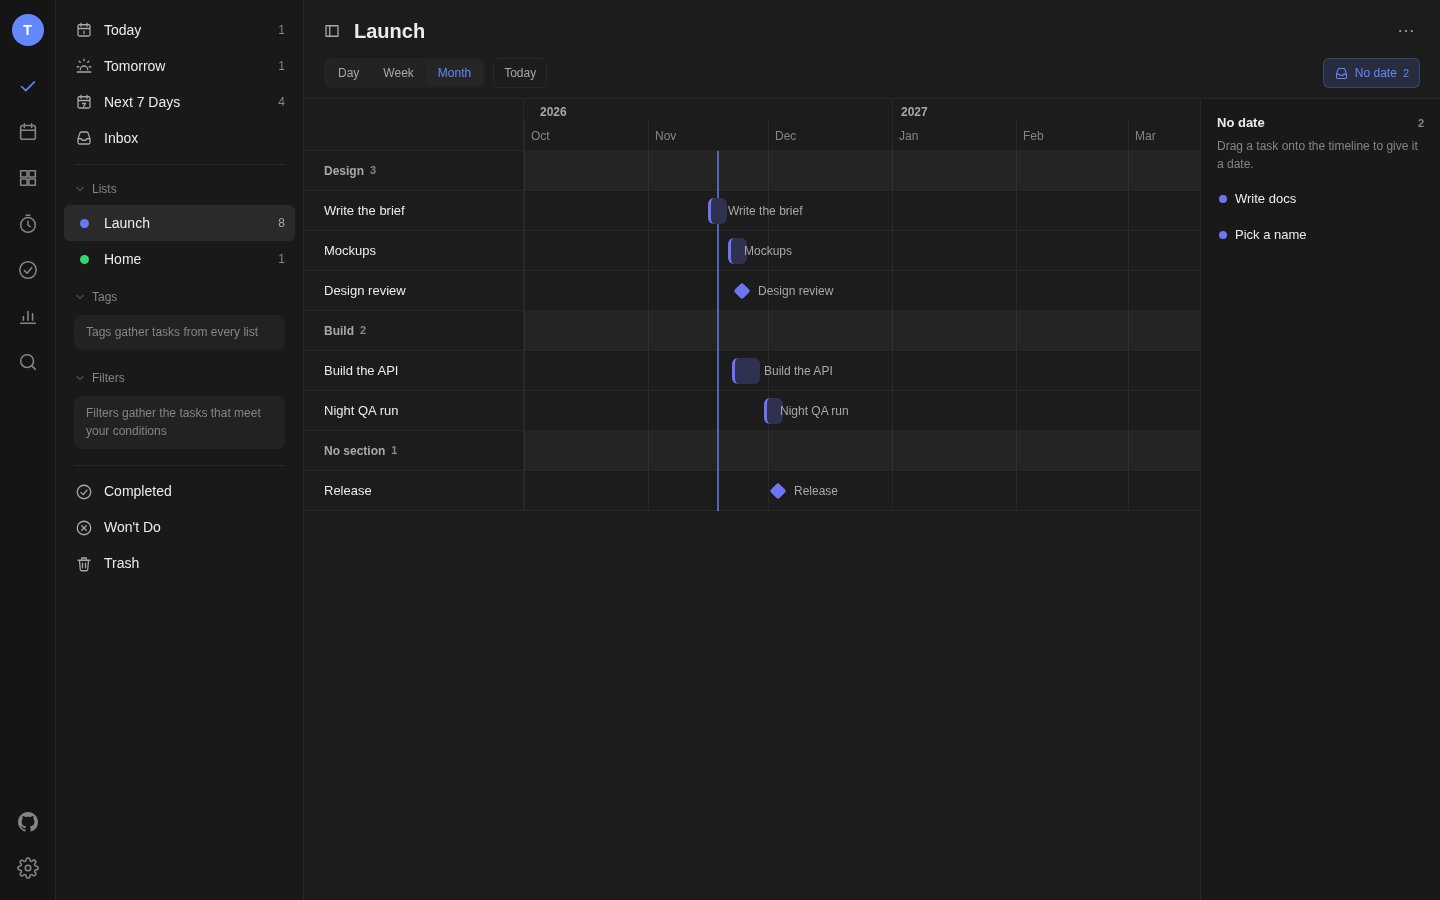 T
Today 1
Tomorrow 1
Next 7 Days 4
Inbox
Lists
Launch 8
Home 1
Tags
Tags gather tasks from every list
Filters
Filters gather the tasks that meet
your conditions
Completed
Won't Do
Trash
Launch
Day Week Month Today
No date 2
2026 2027
Oct Nov Dec Jan Feb Mar
Design 3
Write the brief Write the brief
Mockups Mockups
Design review Design review
Build 2
Build the API Build the API
Night QA run Night QA run
No section 1
Release Release
No date 2
Drag a task onto the timeline to give it
a date.
Write docs
Pick a name